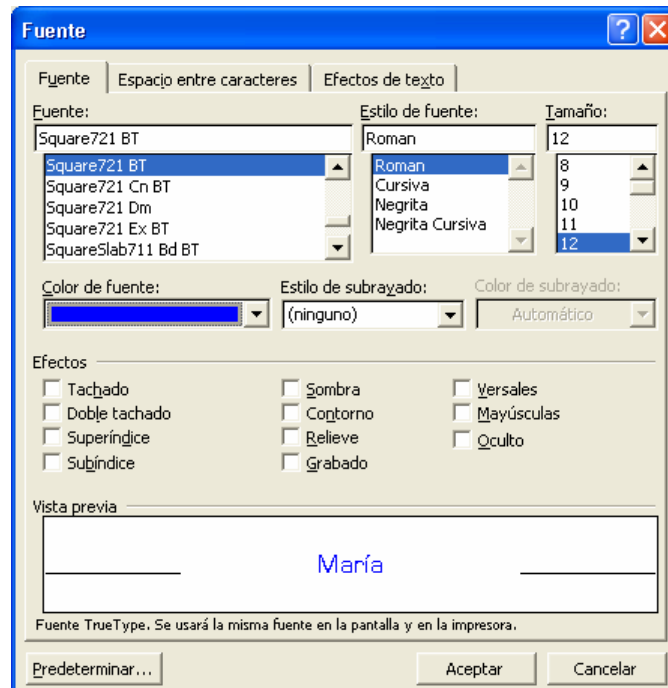 Fuente
Fuente Espacio entre caracteres Efectos de texto
Fuente: Estilo de fuente: Tamaño:
Square721 BT Roman 12
Square721 BT Roman 8
Square721 Cn BT Cursiva 9
Square721 Dm Negrita 10
Square721 Ex BT Negrita Cursiva 11
SquareSlab711 Bd BT 12
Color de fuente: Estilo de subrayado: Color de subrayado:
(ninguno) Automático
Efectos
Tachado Sombra Versales
Doble tachado Contorno Mayúsculas
Superíndice Relieve Oculto
Subíndice Grabado
Vista previa
María
Fuente TrueType. Se usará la misma fuente en la pantalla y en la impresora.
Predeterminar... Aceptar Cancelar